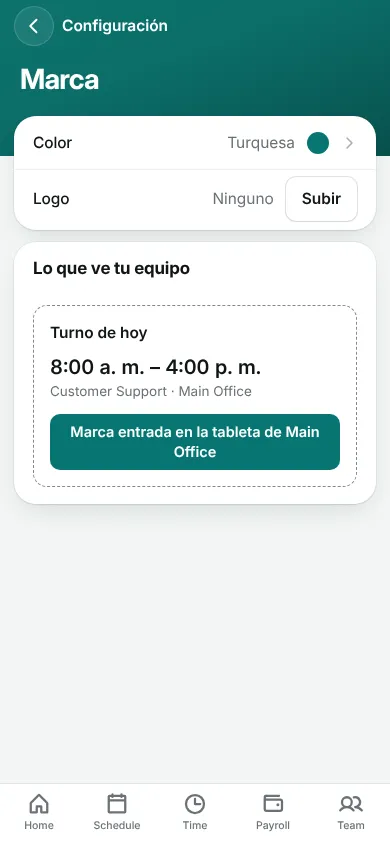 Configuración
Marca
Color
Turquesa
Logo
Ninguno
Subir
Lo que ve tu equipo
Turno de hoy
8:00 a. m. – 4:00 p. m.
Customer Support · Main Office
Marca entrada en la tableta de Main
Office
Home
Schedule
Time
Payroll
Team